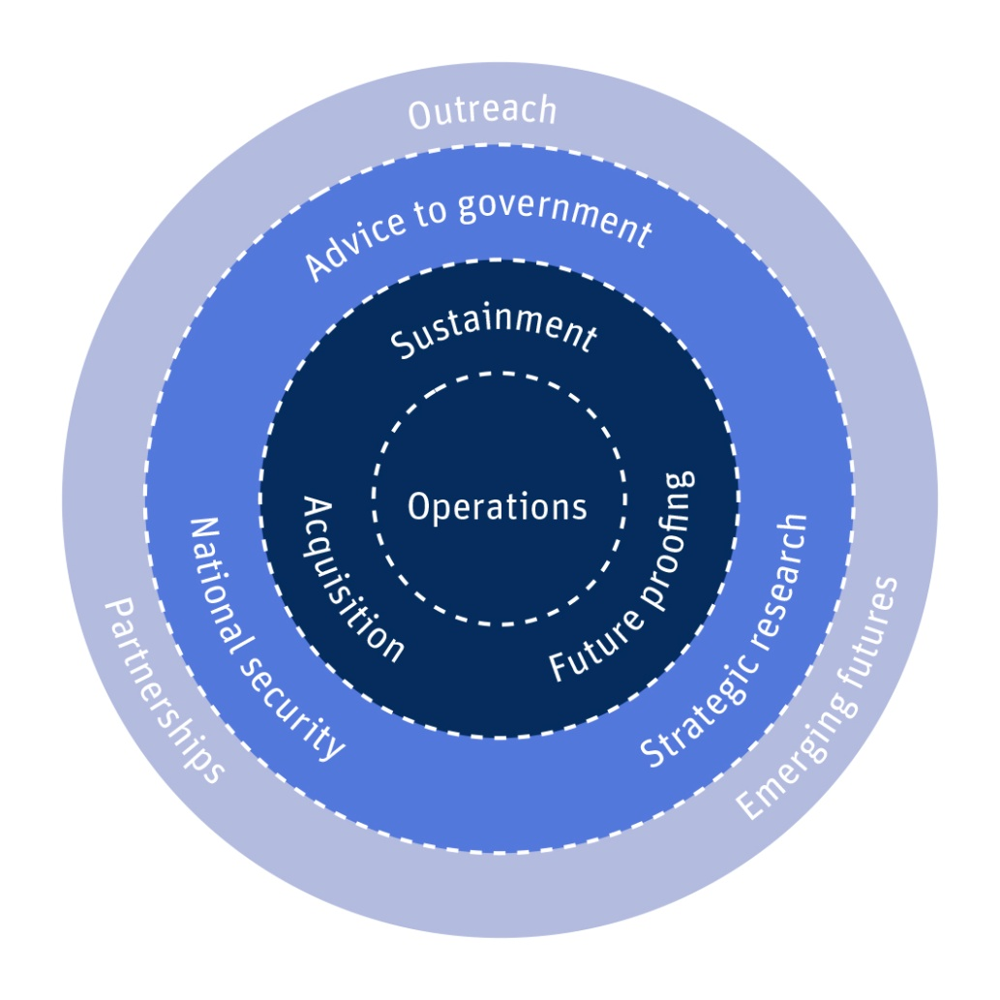 Outreach
Advice to government
Sustainment
Operations
Acquisition
Future proofing
National security
Strategic research
Partnerships
Emerging futures